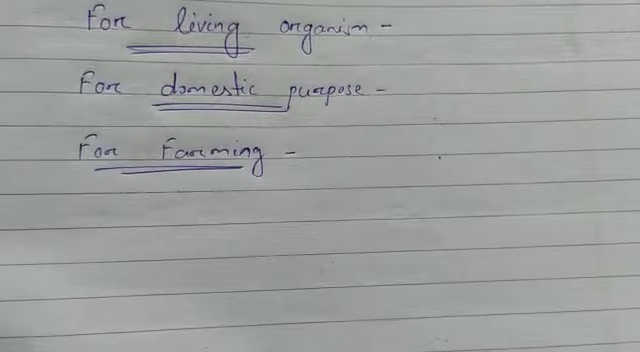 For living organism -
For domestic purpose -
For Farming -